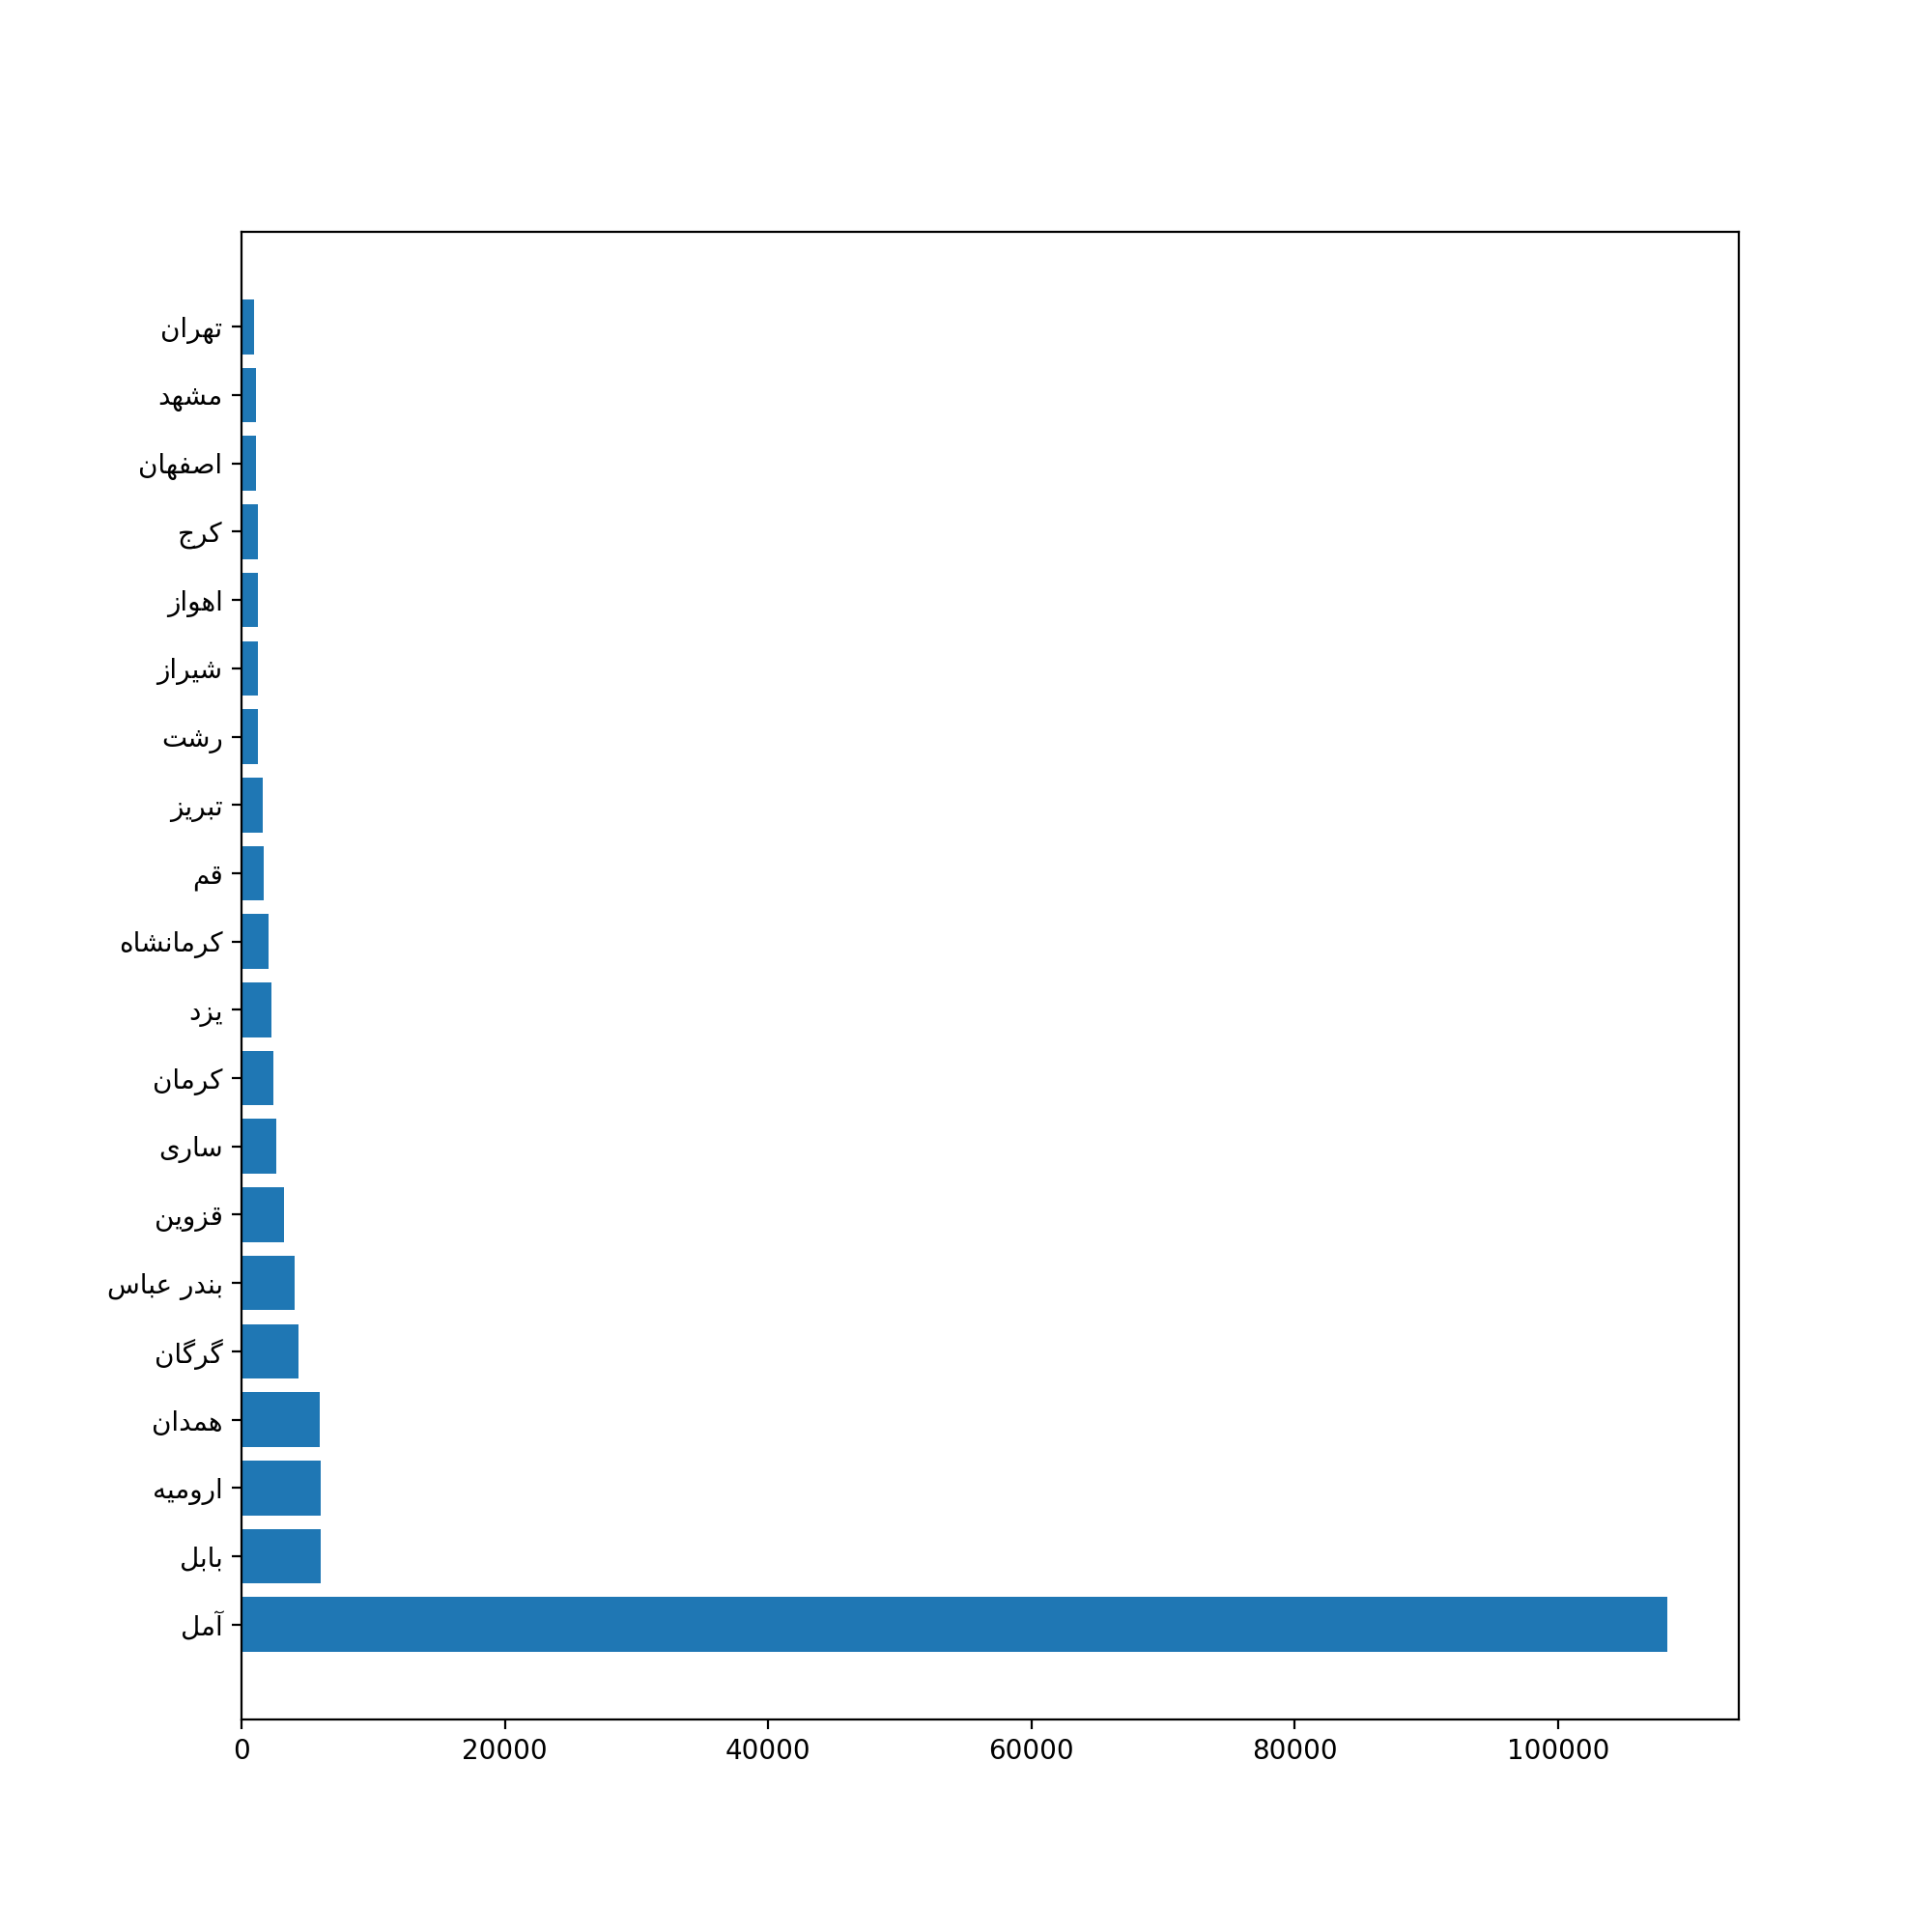 تهران
مشهد
اصفهان
کرج
اهواز
شیراز
رشت
تبریز
قم
کرمانشاه
یزد
کرمان
ساری
قزوین
بندر عباس
گرگان
همدان
ارومیه
بابل
آمل
0 20000 40000 60000 80000 100000